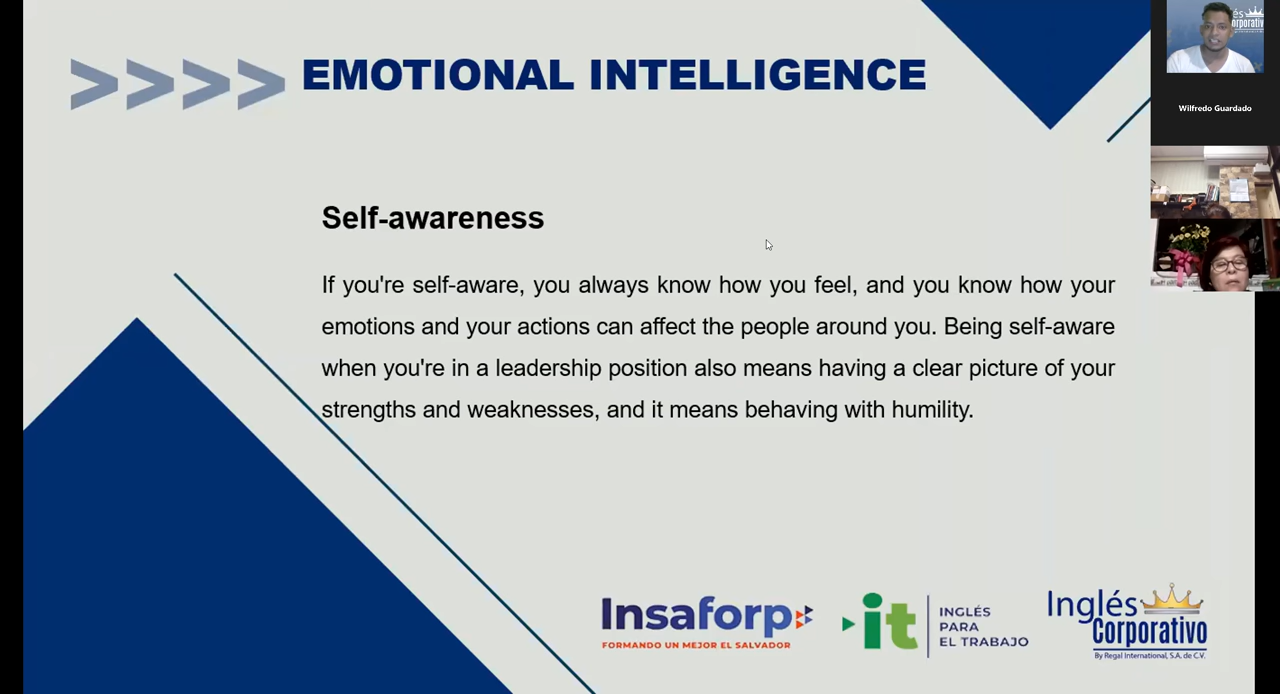 >>>> EMOTIONAL INTELLIGENCE
Self-awareness
If you're self-aware, you always know how you feel, and you know how your
emotions and your actions can affect the people around you. Being self-aware
when you're in a leadership position also means having a clear picture of your
strengths and weaknesses, and it means behaving with humility.
Insaforp
FORMANDO UN MEJOR EL SALVADOR
it
INGLÉS
PARA
EL TRABAJO
Inglés
Corporativo
By Regal International, S.A. de C.V.
Wilfredo Guardado